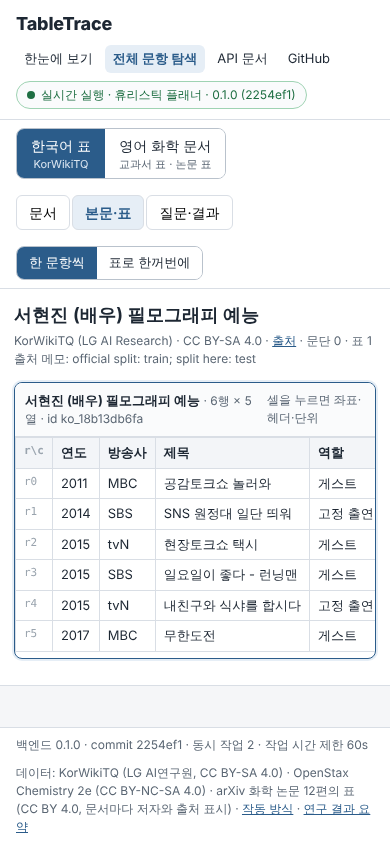 TableTrace
한눈에 보기 전체 문항 탐색 API 문서 GitHub
실시간 실행 · 휴리스틱 플래너 · 0.1.0 (2254ef1)
한국어 표 영어 화학 문서
KorWikiTQ 교과서 표 · 논문 표
문서 본문·표 질문·결과
한 문항씩 표로 한꺼번에
서현진 (배우) 필모그래피 예능
KorWikiTQ (LG AI Research) · CC BY-SA 4.0 · 출처 · 문단 0 · 표 1
출처 메모: official split: train; split here: test
서현진 (배우) 필모그래피 예능 · 6행 × 5열 · id ko_18b13db6fa
셀을 누르면 좌표·헤더·단위
r\c 연도 방송사 제목 역할
r0 2011 MBC 공감토크쇼 놀러와 게스트
r1 2014 SBS SNS 원정대 일단 띄워 고정 출연
r2 2015 tvN 현장토크쇼 택시 게스트
r3 2015 SBS 일요일이 좋다 - 런닝맨 게스트
r4 2015 tvN 내친구와 식샤를 합시다 고정 출연
r5 2017 MBC 무한도전 게스트
백엔드 0.1.0 · commit 2254ef1 · 동시 작업 2 · 작업 시간 제한 60s
데이터: KorWikiTQ (LG AI연구원, CC BY-SA 4.0) · OpenStax
Chemistry 2e (CC BY-NC-SA 4.0) · arXiv 화학 논문 12편의 표
(CC BY 4.0, 문서마다 저자와 출처 표시) · 작동 방식 · 연구 결과 요
약